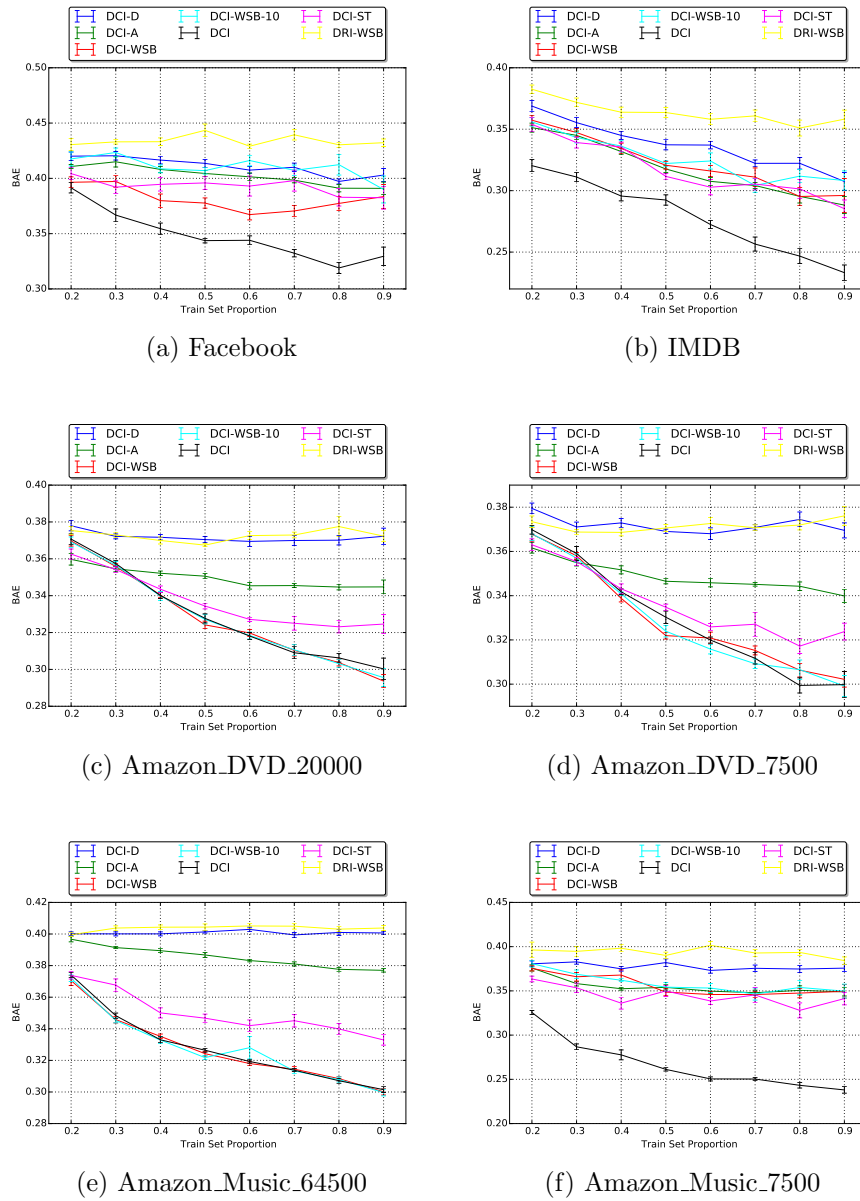 DCI-D DCI-WSB-10 DCI-ST
DCI-A DCI DRI-WSB
DCI-WSB
0.50
0.45
0.40
0.35
0.30
BAE
0.2 0.3 0.4 0.5 0.6 0.7 0.8 0.9
Train Set Proportion
(a) Facebook
DCI-D DCI-WSB-10 DCI-ST
DCI-A DCI DRI-WSB
DCI-WSB
0.40
0.35
0.30
0.25
BAE
0.2 0.3 0.4 0.5 0.6 0.7 0.8 0.9
Train Set Proportion
(b) IMDB
DCI-D DCI-WSB-10 DCI-ST
DCI-A DCI DRI-WSB
DCI-WSB
0.40
0.38
0.36
0.34
0.32
0.30
0.28
BAE
0.2 0.3 0.4 0.5 0.6 0.7 0.8 0.9
Train Set Proportion
(c) Amazon_DVD_20000
DCI-D DCI-WSB-10 DCI-ST
DCI-A DCI DRI-WSB
DCI-WSB
0.38
0.36
0.34
0.32
0.30
BAE
0.2 0.3 0.4 0.5 0.6 0.7 0.8 0.9
Train Set Proportion
(d) Amazon_DVD_7500
DCI-D DCI-WSB-10 DCI-ST
DCI-A DCI DRI-WSB
DCI-WSB
0.42
0.40
0.38
0.36
0.34
0.32
0.30
0.28
BAE
0.2 0.3 0.4 0.5 0.6 0.7 0.8 0.9
Train Set Proportion
(e) Amazon_Music_64500
DCI-D DCI-WSB-10 DCI-ST
DCI-A DCI DRI-WSB
DCI-WSB
0.45
0.40
0.35
0.30
0.25
0.20
BAE
0.2 0.3 0.4 0.5 0.6 0.7 0.8 0.9
Train Set Proportion
(f) Amazon_Music_7500